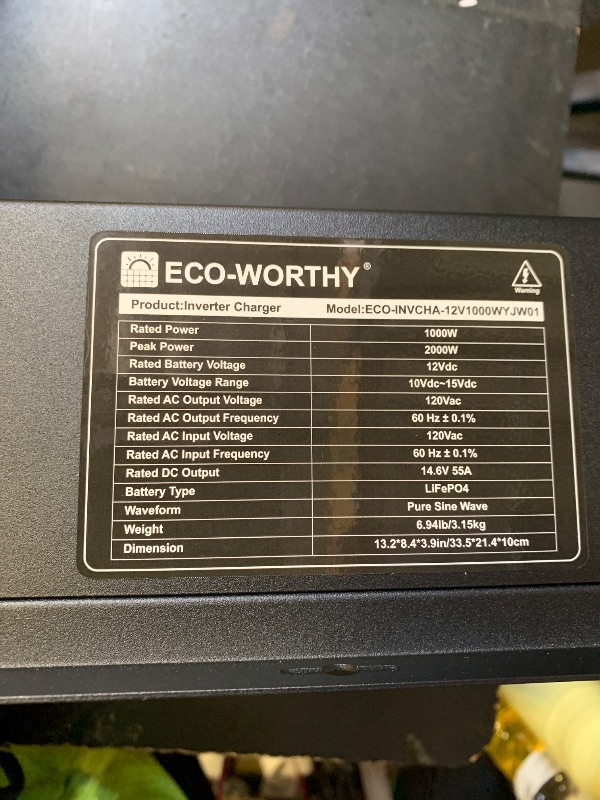 ECO-WORTHY®
Warning
Product:Inverter Charger Model:ECO-INVCHA-12V1000WYJW01
Rated Power 1000W
Peak Power 2000W
Rated Battery Voltage 12Vdc
Battery Voltage Range 10Vdc~15Vdc
Rated AC Output Voltage 120Vac
Rated AC Output Frequency 60 Hz ± 0.1%
Rated AC Input Voltage 120Vac
Rated AC Input Frequency 60 Hz ± 0.1%
Rated DC Output 14.6V 55A
Battery Type LiFePO4
Waveform Pure Sine Wave
Weight 6.94lb/3.15kg
Dimension 13.2*8.4*3.9in/33.5*21.4*10cm